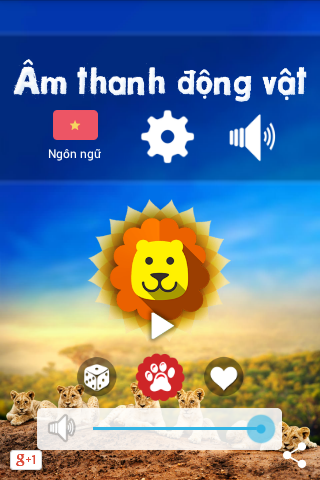 Âm thanh động vật
Ngôn ngữ
g+1